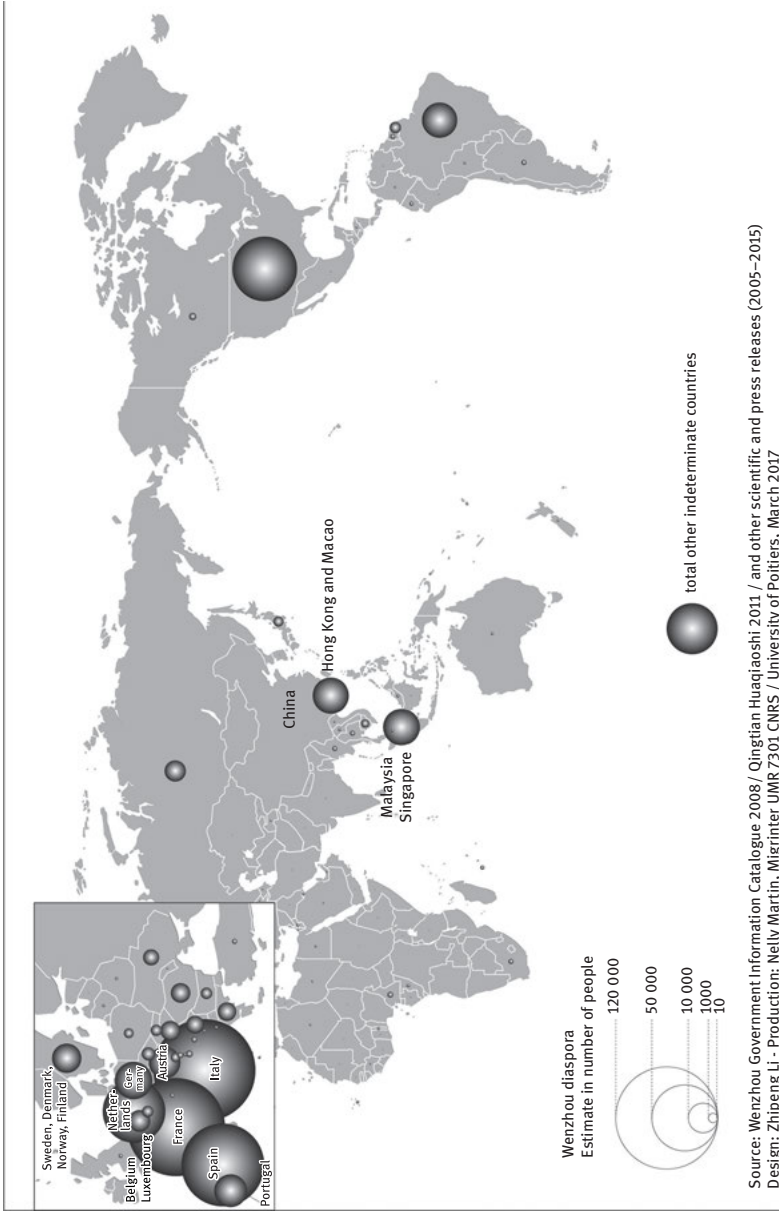 Sweden, Denmark,
Norway, Finland
Nether-
lands
Ger-
many
Belgium
Luxembourg
Austria
France
Italy
Spain
Portugal
China
Hong Kong and Macao
Malaysia
Singapore
total other indeterminate countries
Wenzhou diaspora
Estimate in number of people
120 000
50 000
10 000
1000
10
Source: Wenzhou Government Information Catalogue 2008/ Qingtian Huaqiaoshi 2011 / and other scientific and press releases (2005–2015)
Design: Zhipeng Li - Production: Nelly Martin, Migrinter UMR 7301 CNRS / University of Poitiers, March 2017